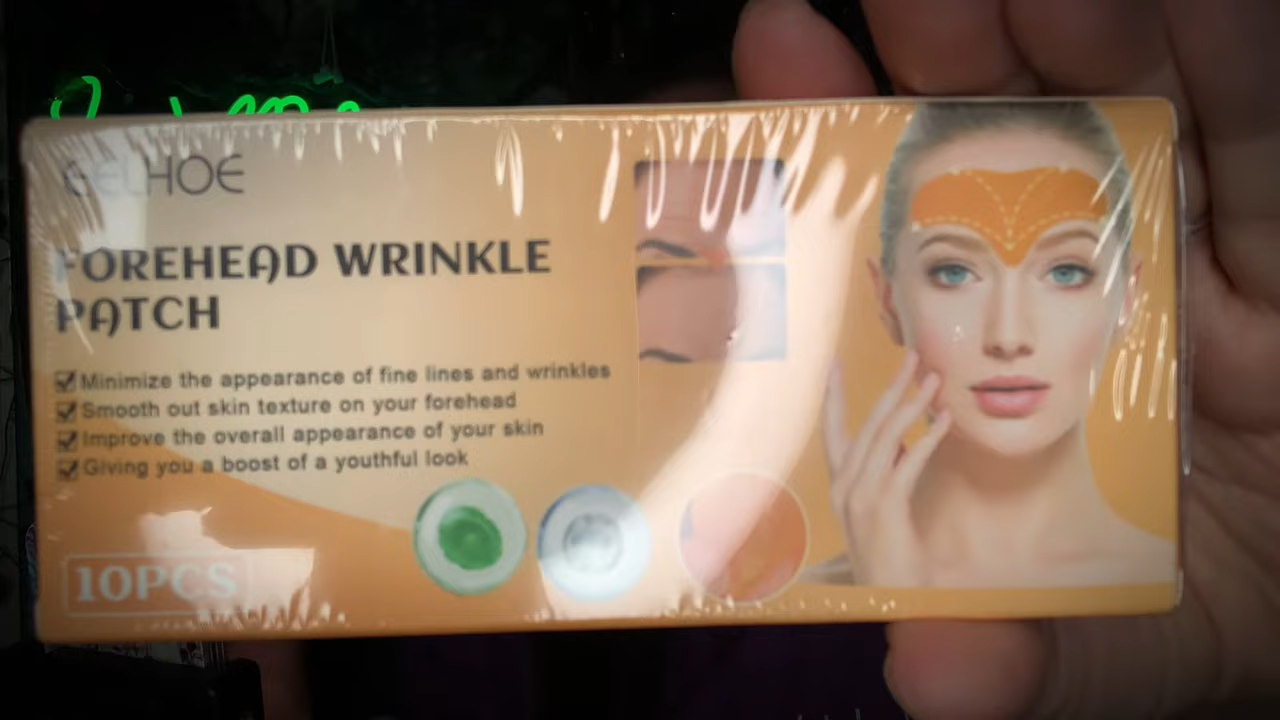 EELHOE
FOREHEAD WRINKLE
PATCH
Minimize the appearance of fine lines and wrinkles
Smooth out skin texture on your forehead
Improve the overall appearance of your skin
Giving you a boost of a youthful look
10PCS